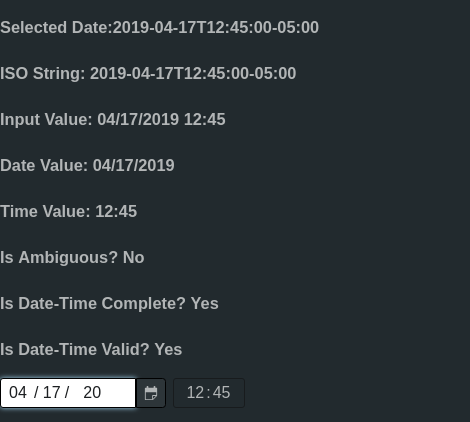 Selected Date:2019-04-17T12:45:00-05:00
ISO String: 2019-04-17T12:45:00-05:00
Input Value: 04/17/2019 12:45
Date Value: 04/17/2019
Time Value: 12:45
Is Ambiguous? No
Is Date-Time Complete? Yes
Is Date-Time Valid? Yes
04 / 17 / 20 12:45